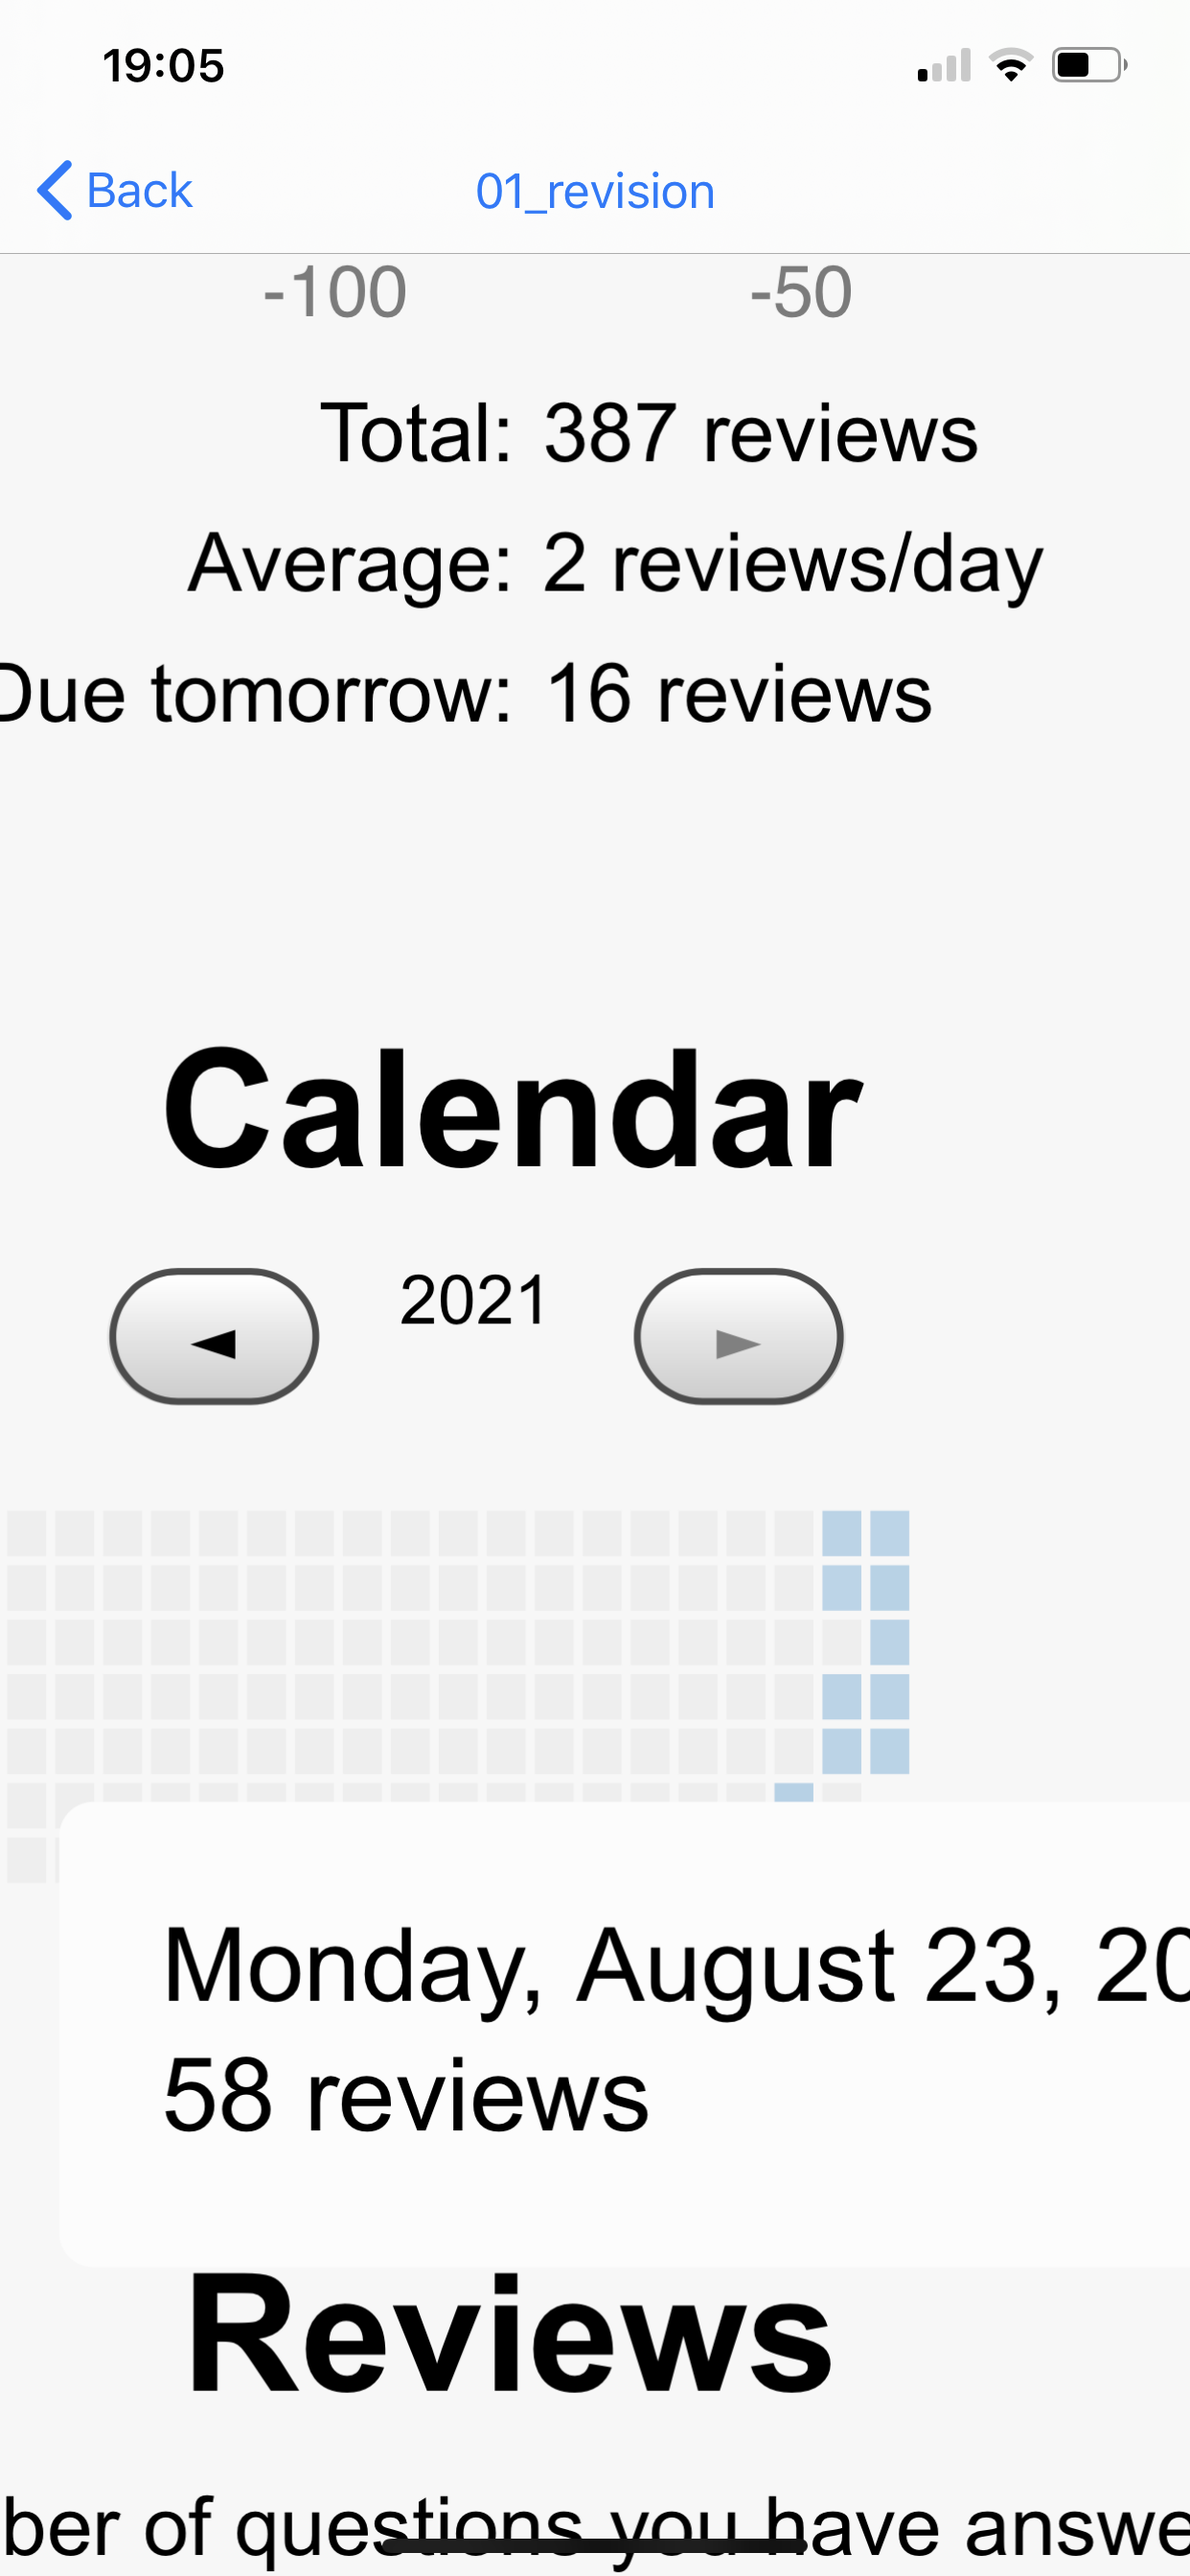 19:05
Back 01_revision
-100 -50
Total: 387 reviews
Average: 2 reviews/day
Due tomorrow: 16 reviews
Calendar
2021
Monday, August 23, 20
58 reviews
Reviews
ber of questions you have answe